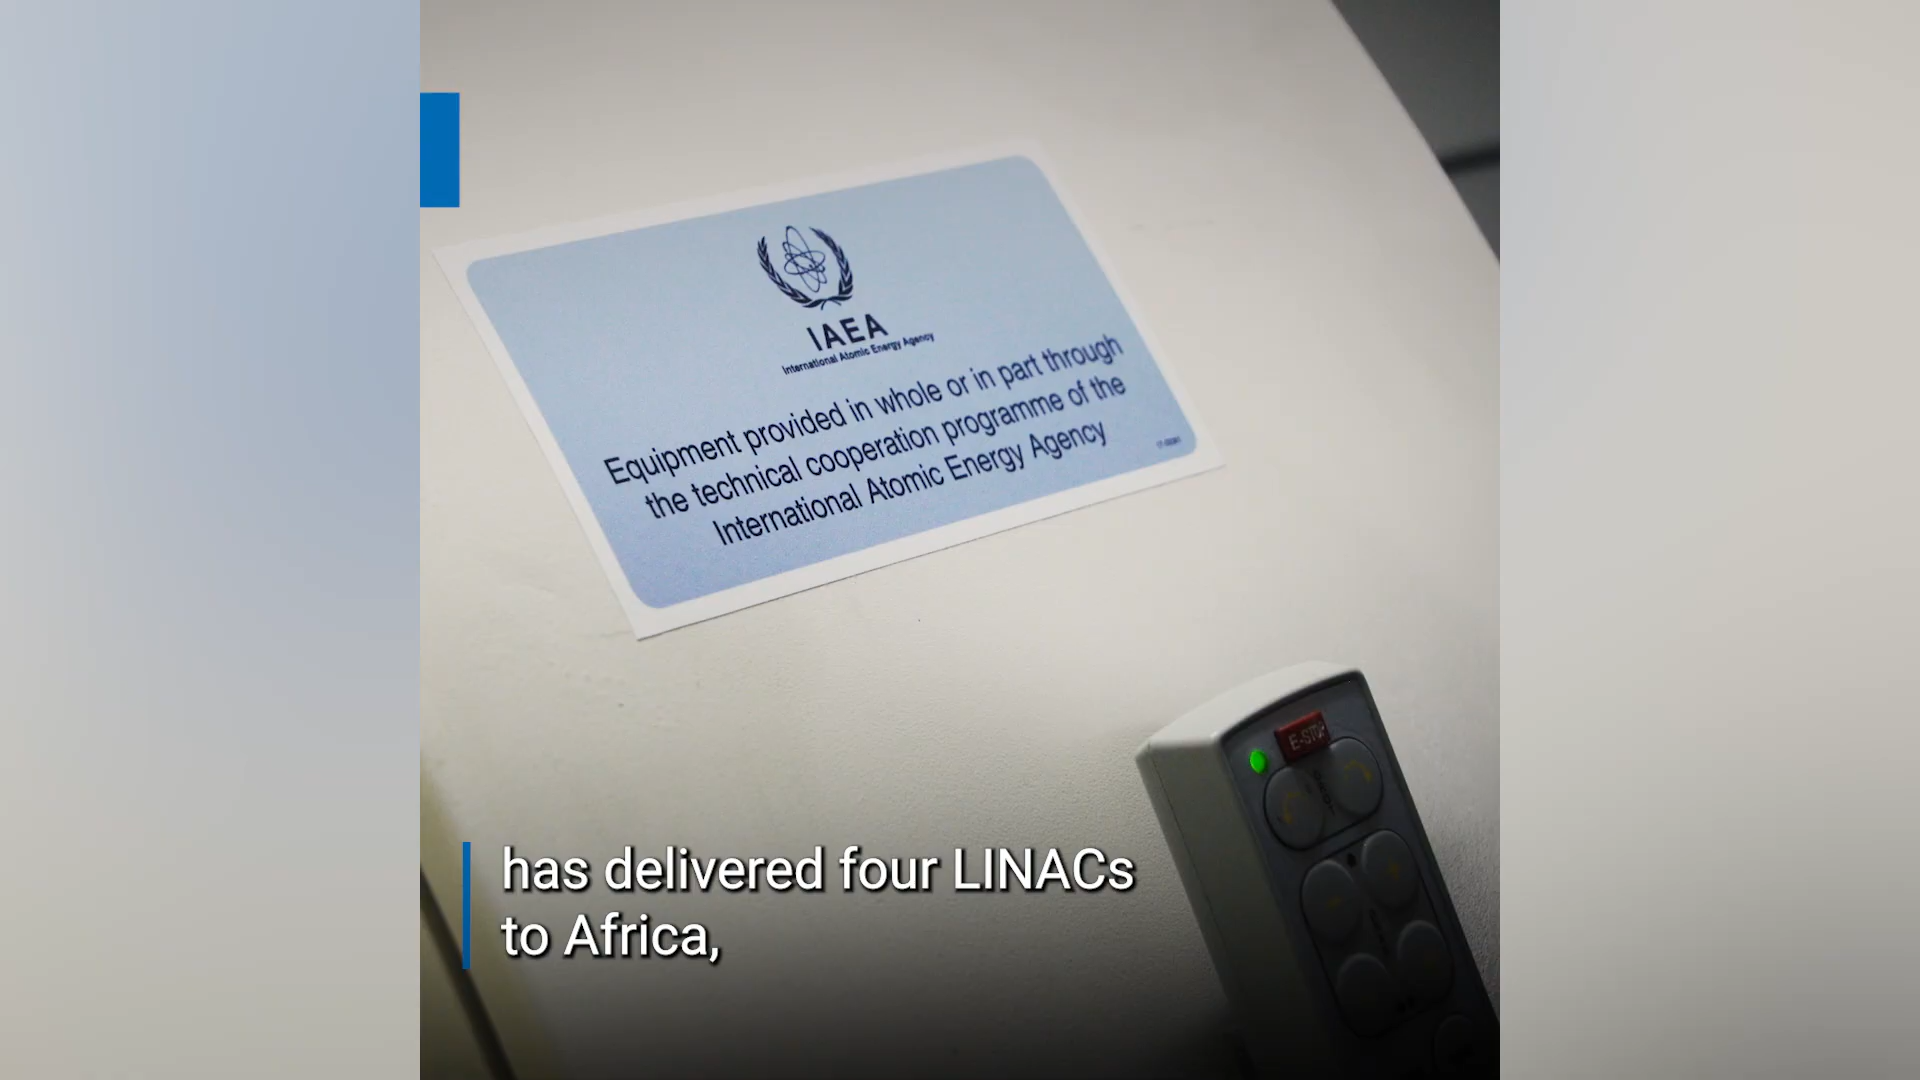 IAEA
International Atomic Energy Agency
Equipment provided in whole or in part through
the technical cooperation programme of the
International Atomic Energy Agency
E-STOP
has delivered four LINACs
to Africa,